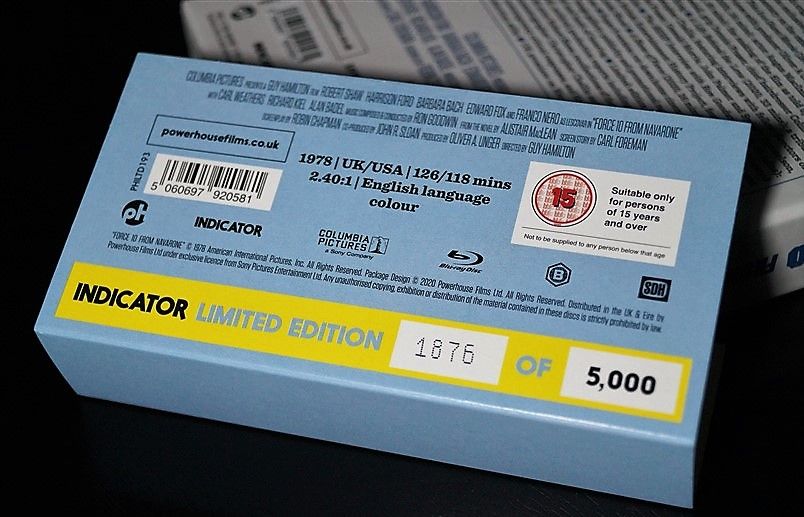 COLUMBIA PICTURES PRESENTS A GUY HAMILTON FILM ROBERT SHAW HARRISON FORD BARBARA BACH EDWARD FOX AND FRANCO NERO AS LESCOVAR IN "FORCE 10 FROM NAVARONE"
WITH CARL WEATHERS RICHARD KIEL ALAN BADEL MUSIC COMPOSED & CONDUCTED BY RON GOODWIN FROM THE NOVEL BY ALISTAIR MacLEAN SCREEN STORY BY CARL FOREMAN
SCREENPLAY BY ROBIN CHAPMAN CO-PRODUCED BY JOHN R. SLOAN PRODUCED BY OLIVER A. UNGER DIRECTED BY GUY HAMILTON
powerhousefilms.co.uk
PHILTD193
5 060697 920581
1978 | UK/USA | 126/118 mins
2.40:1 | English language
colour
15
Suitable only
for persons
of 15 years
and over
Not to be supplied to any person below that age
ph
INDICATOR
COLUMBIA
PICTURES
a Sony Company
Blu-ray Disc
B
SDH
"FORCE 10 FROM NAVARONE" © 1978 American International Pictures, Inc. All Rights Reserved. Package Design © 2020 Powerhouse Films Ltd. All Rights Reserved. Distributed in the UK & Eire by
Powerhouse Films Ltd under exclusive licence from Sony Pictures Entertainment Ltd. Any unauthorised copying, exhibition or distribution of the material contained in these discs is strictly prohibited by law.
INDICATOR LIMITED EDITION 1876 OF 5,000